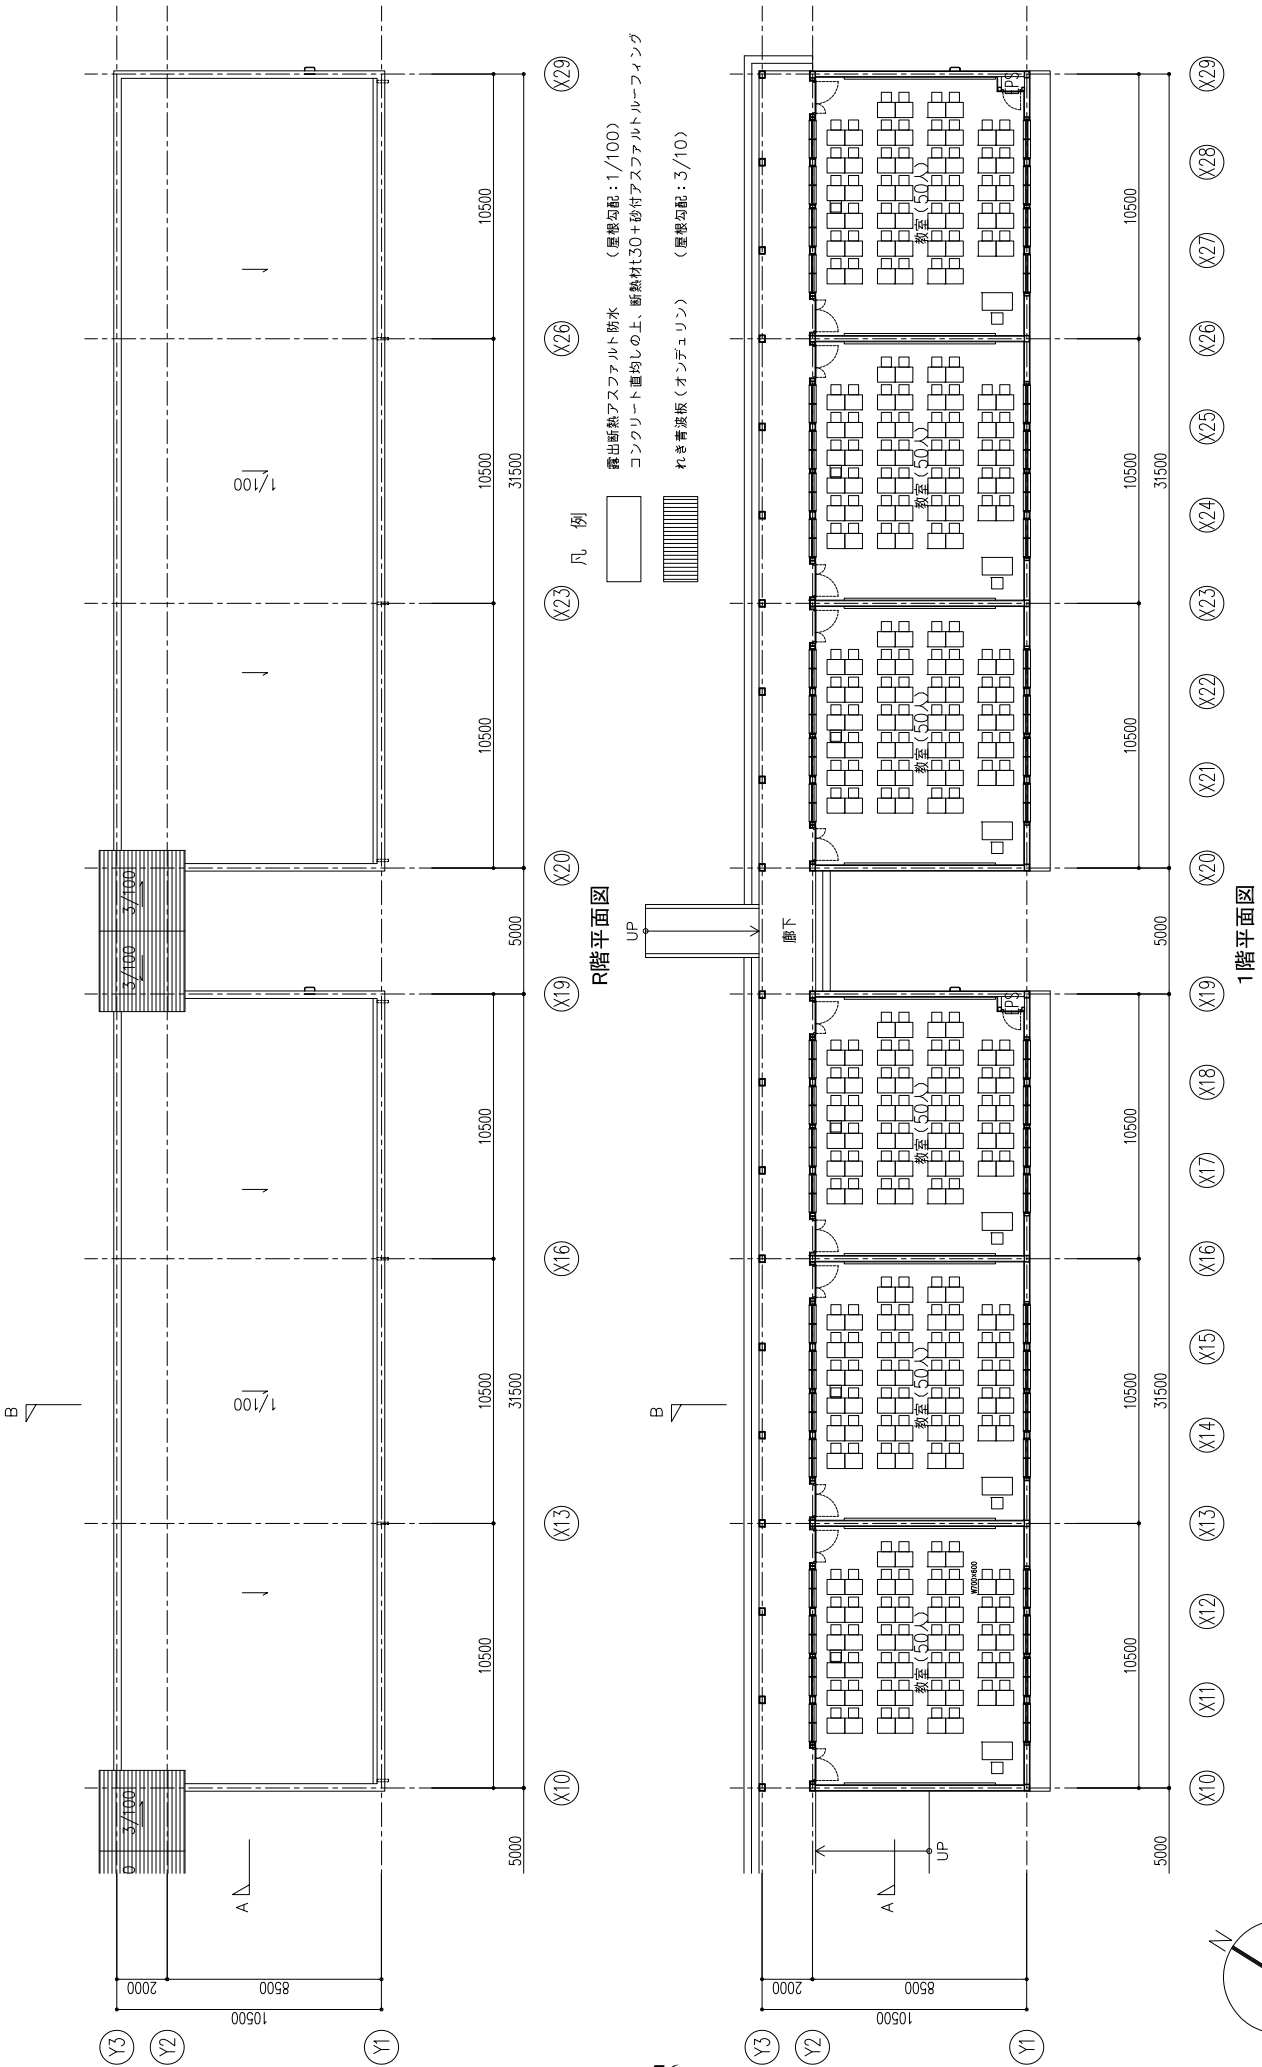 B
B
Y3
Y2
Y1
2000
8500
10500
A
3/100
3/100
3/100
1/100
1/100
10500
10500
10500
10500
10500
10500
5000
31500
5000
31500
X10
X13
X16
X19
X20
X23
X26
X29
R階平面図
凡 例
露出断熱アスファルト防水 (屋根勾配:1/100)
コンクリート直均しの上、断熱材t30+砂付アスファルトルーフィング
れき青波板(オンデュリン) (屋根勾配:3/10)
Y3
Y2
Y1
2000
8500
10500
A
UP
UP
廊下
教室(50人)
教室(50人)
教室(50人)
教室(50人)
教室(50人)
教室(50人)
W700×600
EPS
EPS
10500
10500
10500
10500
10500
10500
5000
31500
5000
31500
X10
X11
X12
X13
X14
X15
X16
X17
X18
X19
X20
X21
X22
X23
X24
X25
X26
X27
X28
X29
1階平面図
N